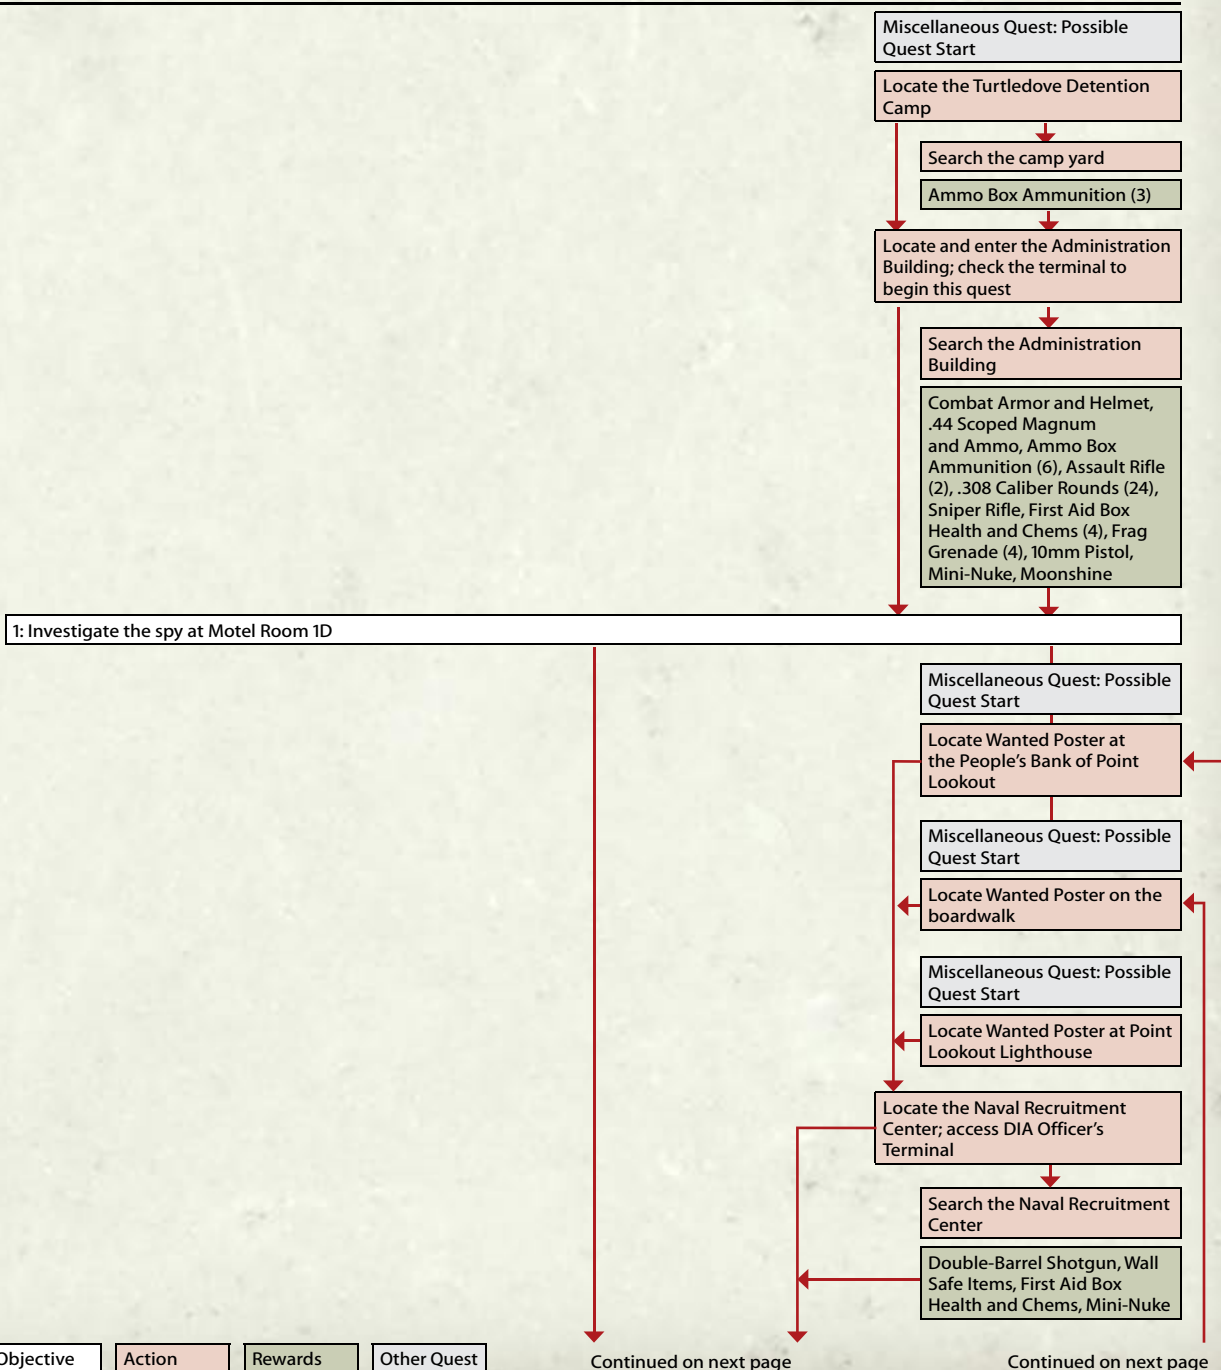 Miscellaneous Quest: Possible
Quest Start
Locate the Turtledove Detention
Camp
Search the camp yard
Ammo Box Ammunition (3)
Locate and enter the Administration
Building; check the terminal to
begin this quest
Search the Administration
Building
Combat Armor and Helmet,
.44 Scoped Magnum
and Ammo, Ammo Box
Ammunition (6), Assault Rifle
(2), .308 Caliber Rounds (24),
Sniper Rifle, First Aid Box
Health and Chems (4), Frag
Grenade (4), 10mm Pistol,
Mini-Nuke, Moonshine
1: Investigate the spy at Motel Room 1D
Miscellaneous Quest: Possible
Quest Start
Locate Wanted Poster at
the People's Bank of Point
Lookout
Miscellaneous Quest: Possible
Quest Start
Locate Wanted Poster on the
boardwalk
Miscellaneous Quest: Possible
Quest Start
Locate Wanted Poster at Point
Lookout Lighthouse
Locate the Naval Recruitment
Center; access DIA Officer's
Terminal
Search the Naval Recruitment
Center
Double-Barrel Shotgun, Wall
Safe Items, First Aid Box
Health and Chems, Mini-Nuke
Objective
Action
Rewards
Other Quest
Continued on next page
Continued on next page